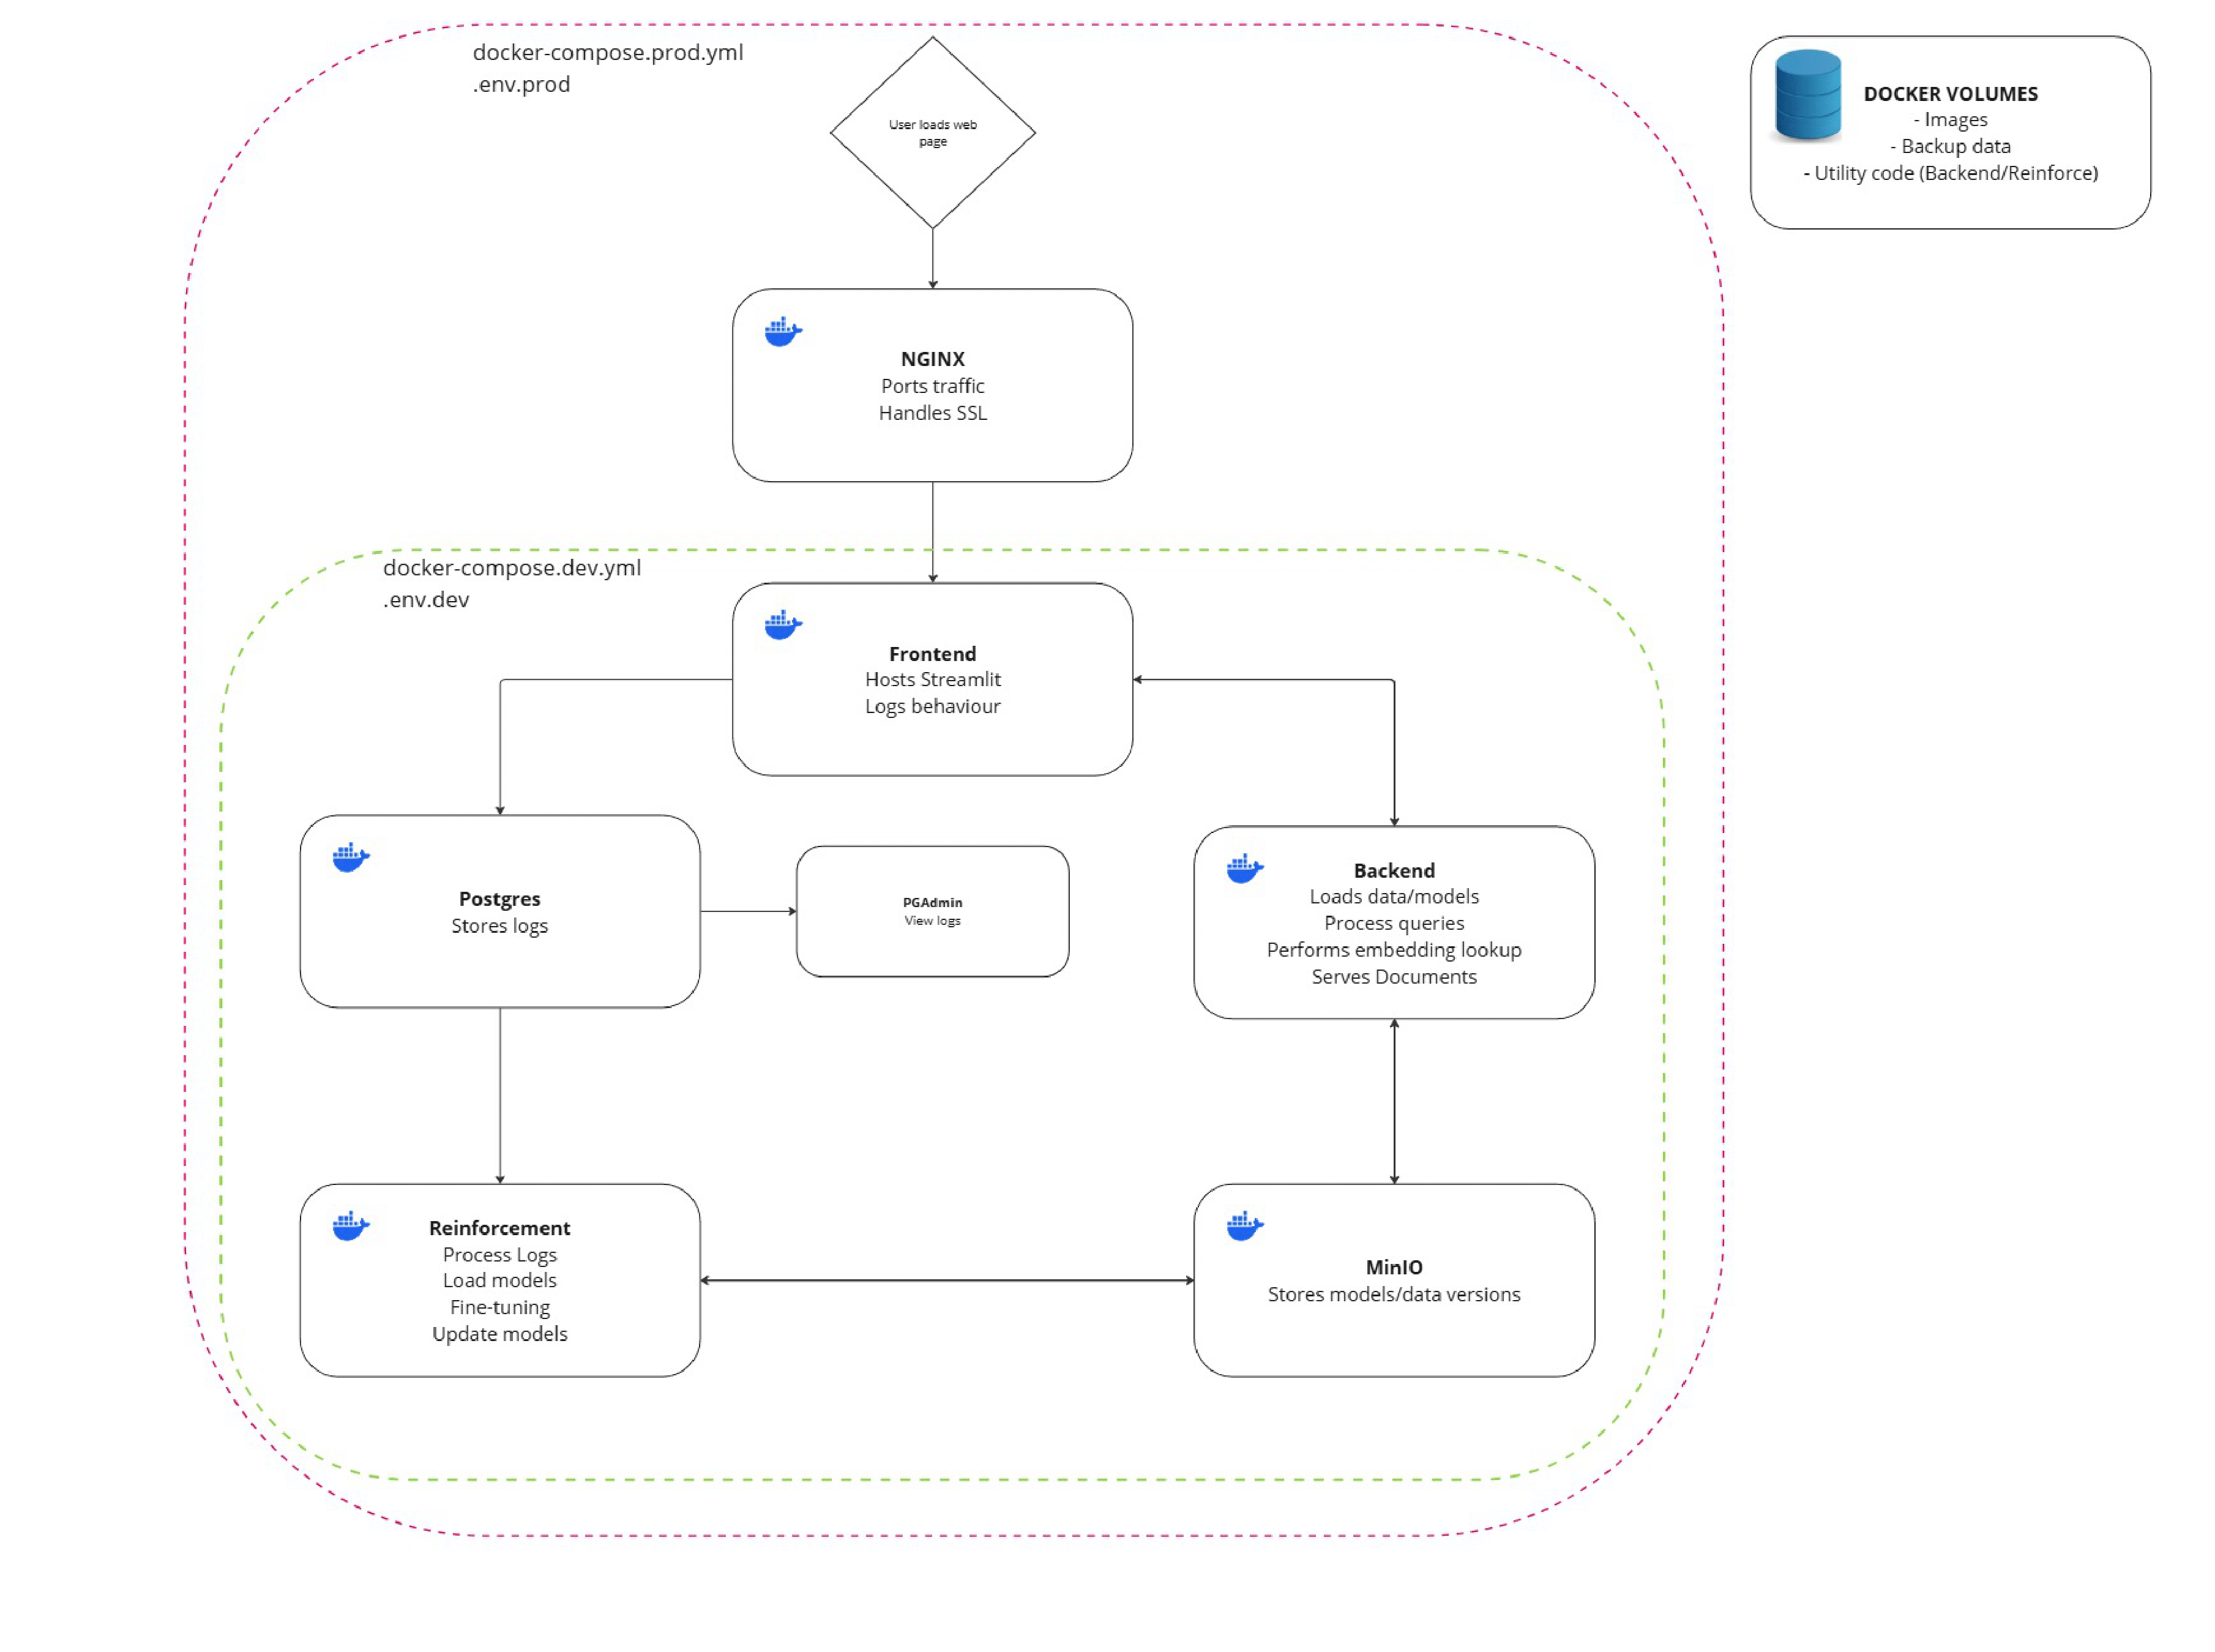 docker-compose.prod.yml
.env.prod
User loads web
page
DOCKER VOLUMES
- Images
- Backup data
- Utility code (Backend/Reinforce)
NGINX
Ports traffic
Handles SSL
docker-compose.dev.yml
.env.dev
Frontend
Hosts Streamlit
Logs behaviour
Postgres
Stores logs
PGAdmin
View logs
Backend
Loads data/models
Process queries
Performs embedding lookup
Serves Documents
Reinforcement
Process Logs
Load models
Fine-tuning
Update models
MinIO
Stores models/data versions